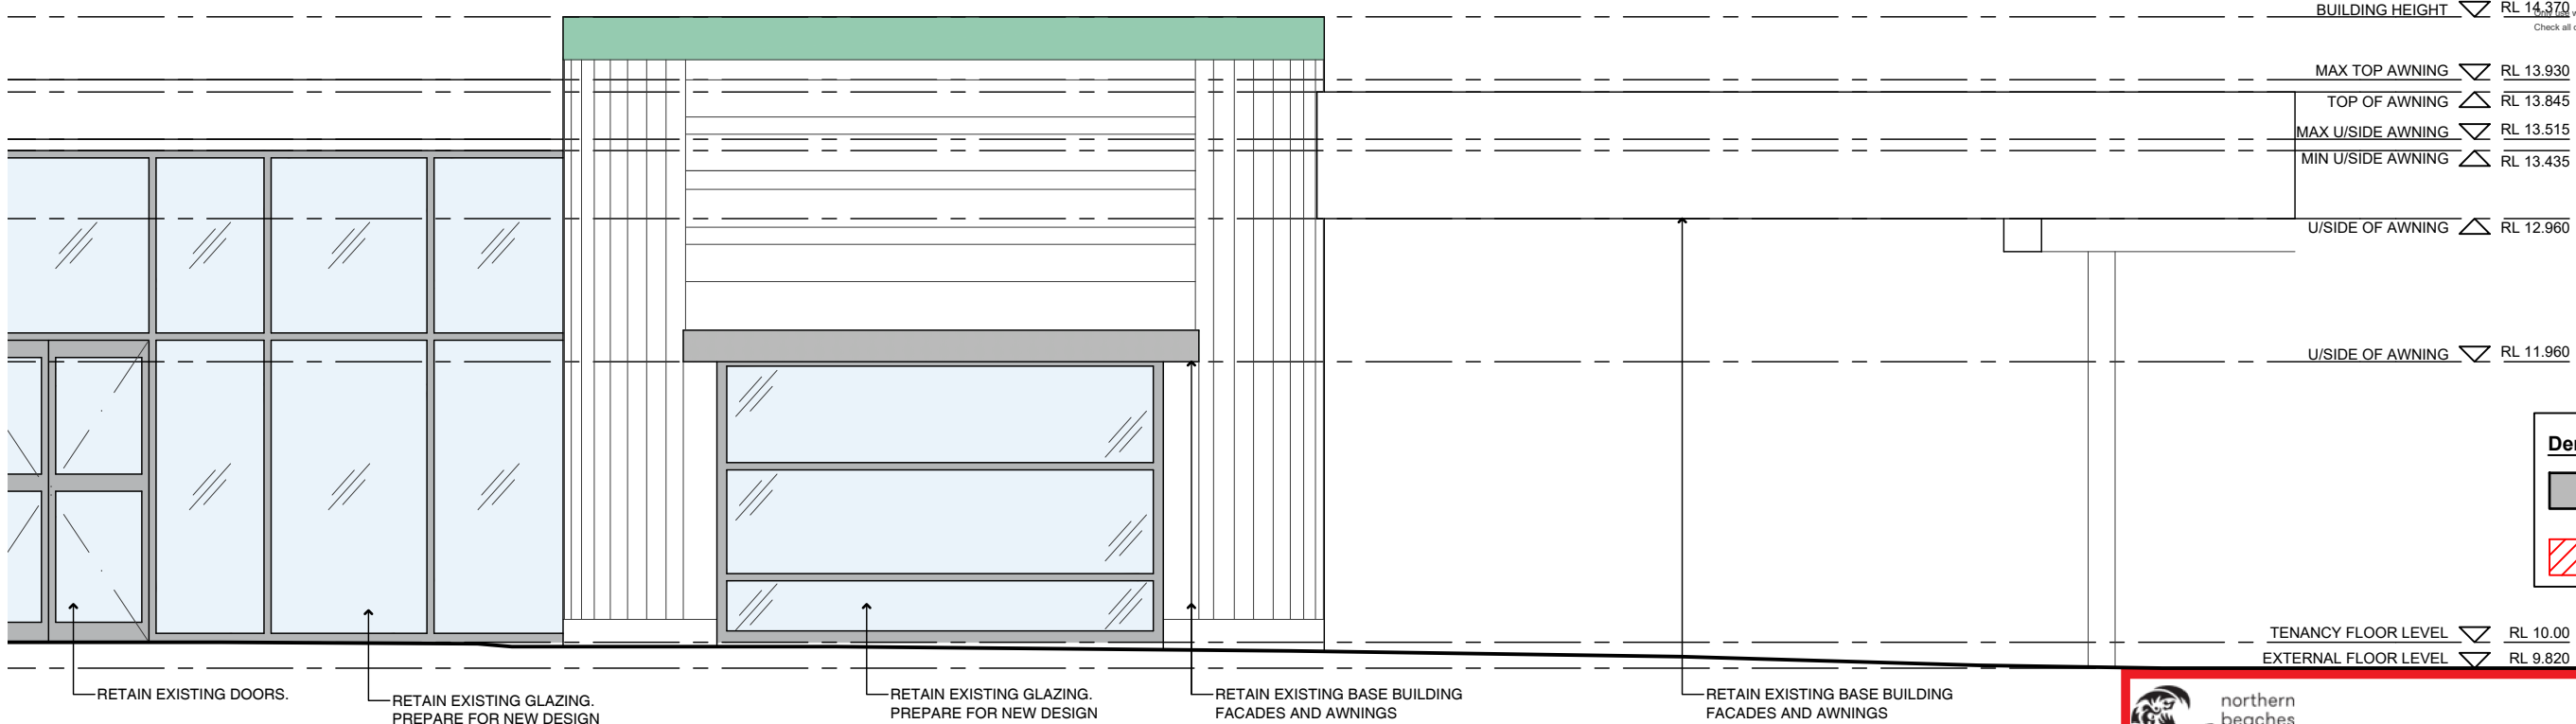 BUILDING HEIGHT RL 14.370
Check all
MAX TOP AWNING RL 13.930
TOP OF AWNING RL 13.845
MAX U/SIDE AWNING RL 13.515
MIN U/SIDE AWNING RL 13.435
U/SIDE OF AWNING RL 12.960
U/SIDE OF AWNING RL 11.960
TENANCY FLOOR LEVEL RL 10.00
EXTERNAL FLOOR LEVEL RL 9.820
RETAIN EXISTING DOORS.
RETAIN EXISTING GLAZING.
PREPARE FOR NEW DESIGN
RETAIN EXISTING GLAZING.
PREPARE FOR NEW DESIGN
RETAIN EXISTING BASE BUILDING
FACADES AND AWNINGS
RETAIN EXISTING BASE BUILDING
FACADES AND AWNINGS
northern
beaches